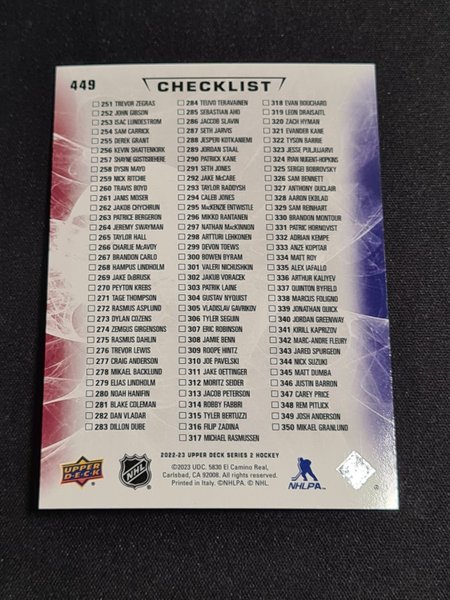 449
CHECKLIST
251 TREVOR ZEGRAS
252 JOHN GIBSON
253 ISAC LUNDESTROM
254 SAM CARRICK
255 DEREK GRANT
256 KEVIN SHATTENKIRK
257 SHAYNE GOSTISBEHERE
258 DYSIN MAYO
259 NICK RITCHIE
260 TRAVIS BOYD
261 JANIS MOSER
262 JAKOB CHYCHRUN
263 PATRICE BERGERON
264 JEREMY SWAYMAN
265 TAYLOR HALL
266 CHARLIE McAVOY
267 BRANDON CARLO
268 HAMPUS LINDHOLM
269 JAKE DeBRUSK
270 PEYTON KREBS
271 TAGE THOMPSON
272 RASMUS ASPLUND
273 DYLAN COZENS
274 ZEMGUS GIRGENSONS
275 RASMUS DAHLIN
276 TREVOR LEWIS
277 CRAIG ANDERSON
278 MIKAEL BACKLUND
279 ELIAS LINDHOLM
280 NOAH HANIFIN
281 BLAKE COLEMAN
282 DAN VLADAR
283 DILLON DUBE
284 TEUVO TERAVAINEN
285 SEBASTIAN AHO
286 JACCOB SLAVIN
287 SETH JARVIS
288 JESPERI KOTKANIEMI
289 JORDAN STAAL
290 PATRICK KANE
291 SETH JONES
292 JAKE McCABE
293 TAYLOR RADDYSH
294 CALEB JONES
295 MacKENZIE ENTWISTLE
296 MIKKO RANTANEN
297 NATHAN MacKINNON
298 ARTTURI LEHKONEN
299 DEVON TOEWS
300 BOWEN BYRAM
301 VALERI NICHUSHKIN
302 JAKUB VORACEK
303 PATRIK LAINE
304 GUSTAV NYQUIST
305 VLADISLAV GAVRIKOV
306 TYLER SEGUIN
307 ERIC ROBINSON
308 JAMIE BENN
309 ROOPE HINTZ
310 JOE PAVELSKI
311 JAKE OETTINGER
312 MORITZ SEIDER
313 JACOB PETERSON
314 ROBBY FABBRI
315 TYLER BERTUZZI
316 FILIP ZADINA
317 MICHAEL RASMUSSEN
318 EVAN BOUCHARD
319 LEON DRAISAITL
320 ZACH HYMAN
321 EVANDER KANE
322 TYSON BARRIE
323 JESSE PULJUJARVI
324 RYAN NUGENT-HOPKINS
325 SERGEI BOBROVSKY
326 SAM BENNETT
327 ANTHONY DUCLAIR
328 AARON EKBLAD
329 SAM REINHART
330 BRANDON MONTOUR
331 PATRIC HORNQVIST
332 ADRIAN KEMPE
333 ANZE KOPITAR
334 MATT ROY
335 ALEX IAFALLO
336 ARTHUR KALIYEV
337 QUINTON BYFIELD
338 MARCUS FOLIGNO
339 JONATHAN QUICK
340 JORDAN GREENWAY
341 KIRILL KAPRIZOV
342 MARC-ANDRE FLEURY
343 JARED SPURGEON
344 NICK SUZUKI
345 MATT DUMBA
346 JUSTIN BARRON
347 CAREY PRICE
348 REM PITLICK
349 JOSH ANDERSON
350 MIKAEL GRANLUND
2022-23 UPPER DECK SERIES 2 HOCKEY
©2023 UDC. 5830 El Camino Real,
Carlsbad, CA 92008. All rights reserved.
Printed in Italy. ©NHLPA. © NHL.
UPPER
DECK
NHL
NHLPA